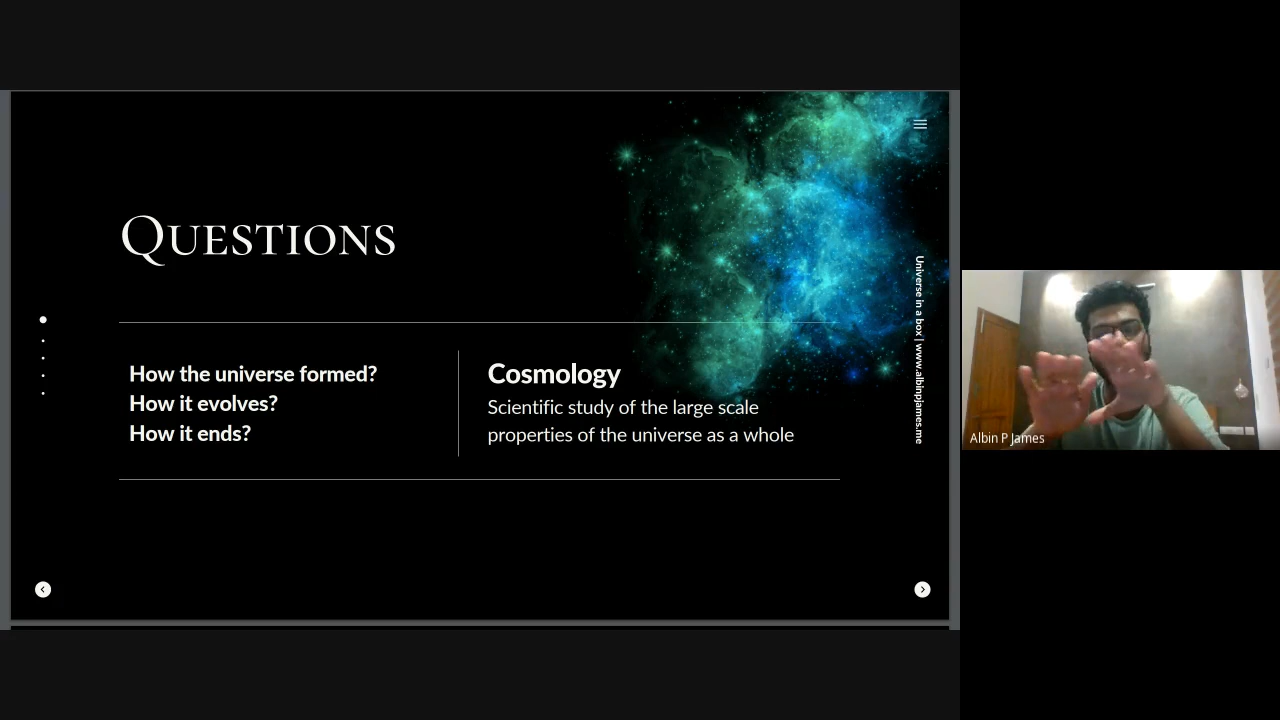 Questions
How the universe formed?
How it evolves?
How it ends?
Cosmology
Scientific study of the large scale
properties of the universe as a whole
Universe in a box | www.albinpjames.me
Albin P James